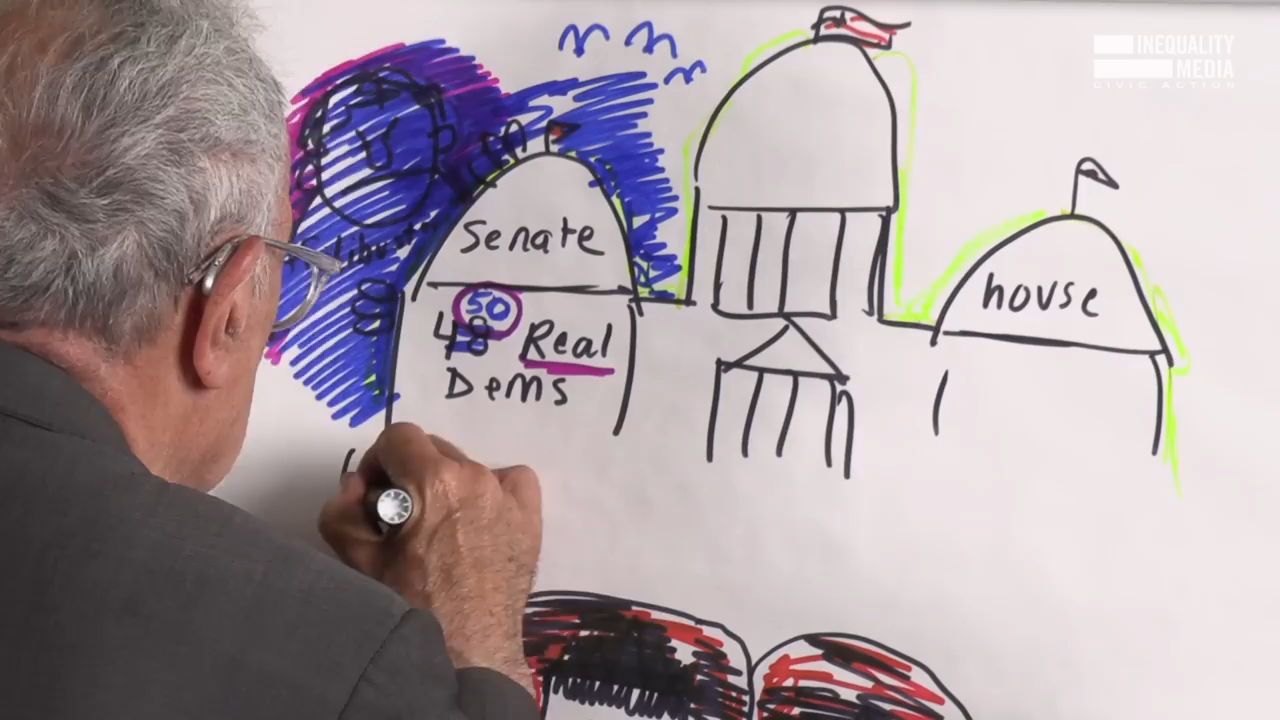 INEQUALITY
MEDIA
CIVIC ACTION
Senate
house
50
48 Real
Dems